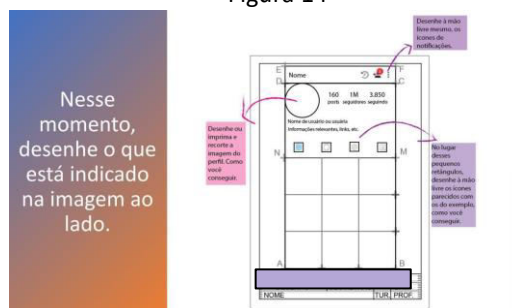 Figura 14
Nesse
momento,
desenhe o que
está indicado
na imagem ao
lado.
Desenhe à mão
livre mesmo, os
ícones de
notificações.
E
F
D
C
Nome
160
1M
3.850
posts
seguidores
seguindo
Nome de usuário ou usuária
Informações relevantes, links, etc.
Desenhe ou
imprima e
recorte a
imagem do
perfil. Como
você
conseguir.
N
M
No lugar
desses
pequenos
retângulos,
desenhe à mão
livre os ícones
parecidos com
os do exemplo,
como você
conseguir.
A
B
NOME
TUR.
PROF.